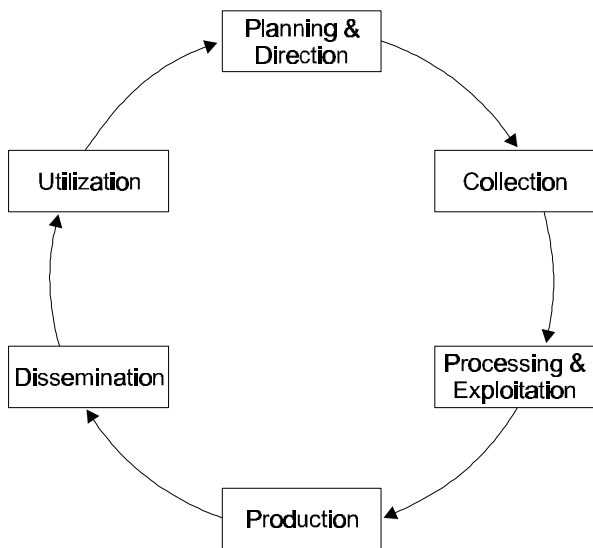 Planning &
Direction
Collection
Processing &
Exploitation
Production
Dissemination
Utilization